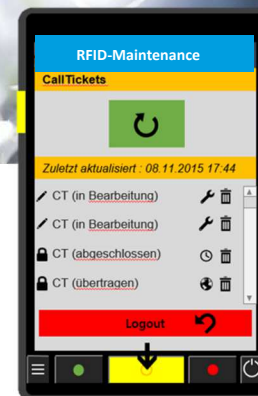 RFID-Maintenance
CallTickets
Zuletzt aktualisiert : 08.11.2015 17:44
CT (in Bearbeitung)
CT (in Bearbeitung)
CT (abgeschlossen)
CT (übertragen)
Logout